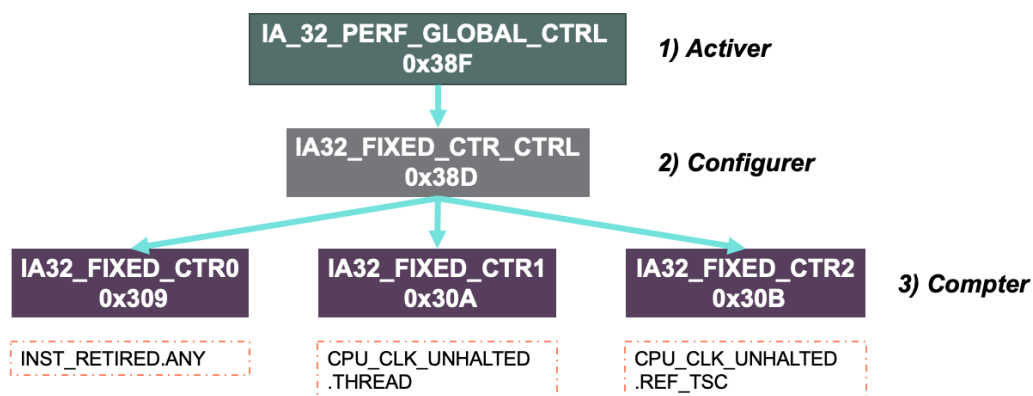 IA_32_PERF_GLOBAL_CTRL
0x38F
1) Activer
IA32_FIXED_CTR_CTRL
0x38D
2) Configurer
IA32_FIXED_CTR0
0x309
IA32_FIXED_CTR1
0x30A
IA32_FIXED_CTR2
0x30B
3) Compter
INST_RETIRED.ANY
CPU_CLK_UNHALTED
.THREAD
CPU_CLK_UNHALTED
.REF_TSC